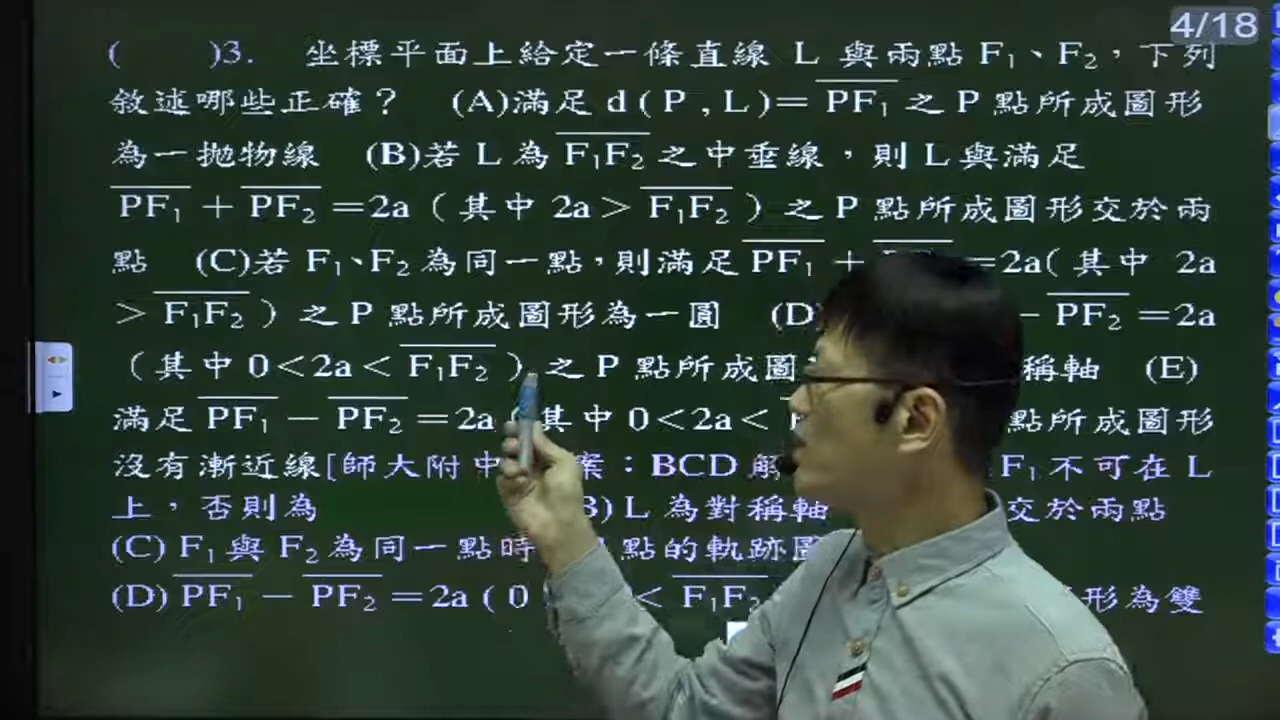 4/18
( )3. 坐標平面上給定一條直線 L 與兩點 F₁、F₂，下列
敘述哪些正確？ (A)滿足 d(P,L)=PF₁ 之 P 點所成圖形
為一拋物線 (B)若 L 為 F₁F₂ 之中垂線，則 L 與滿足
PF₁+PF₂=2a（其中 2a>F₁F₂）之 P 點所成圖形交於兩
點 (C)若 F₁、F₂ 為同一點，則滿足 PF₁+ =2a(其中 2a
>F₁F₂）之 P 點所成圖形為一圓 (D) -PF₂=2a
（其中 0<2a<F₁F₂）之 P 點所成圖 稱軸 (E)
滿足 PF₁-PF₂=2a 其中 0<2a< 點所成圖形
沒有漸近線[師大附中 案：BCD 解 F₁不可在 L
上，否則為 B) L 為對稱軸 交於兩點
(C) F₁與 F₂為同一點時 點的軌跡圖
(D) PF₁-PF₂=2a ( 0 <F₁F₂ 形為雙